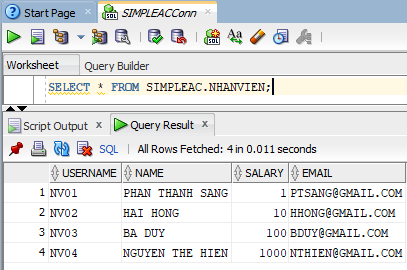 Start Page
SIMPLEACConn
Worksheet
Query Builder
SELECT * FROM SIMPLEAC.NHANVIEN;
Script Output
Query Result
SQL | All Rows Fetched: 4 in 0.011 seconds
USERNAME NAME SALARY EMAIL
1 NV01 PHAN THANH SANG 1 PTSANG@GMAIL.COM
2 NV02 HAI HONG 10 HHONG@GMAIL.COM
3 NV03 BA DUY 100 BDUY@GMAIL.COM
4 NV04 NGUYEN THE HIEN 1000 NTHIEN@GMAIL.COM